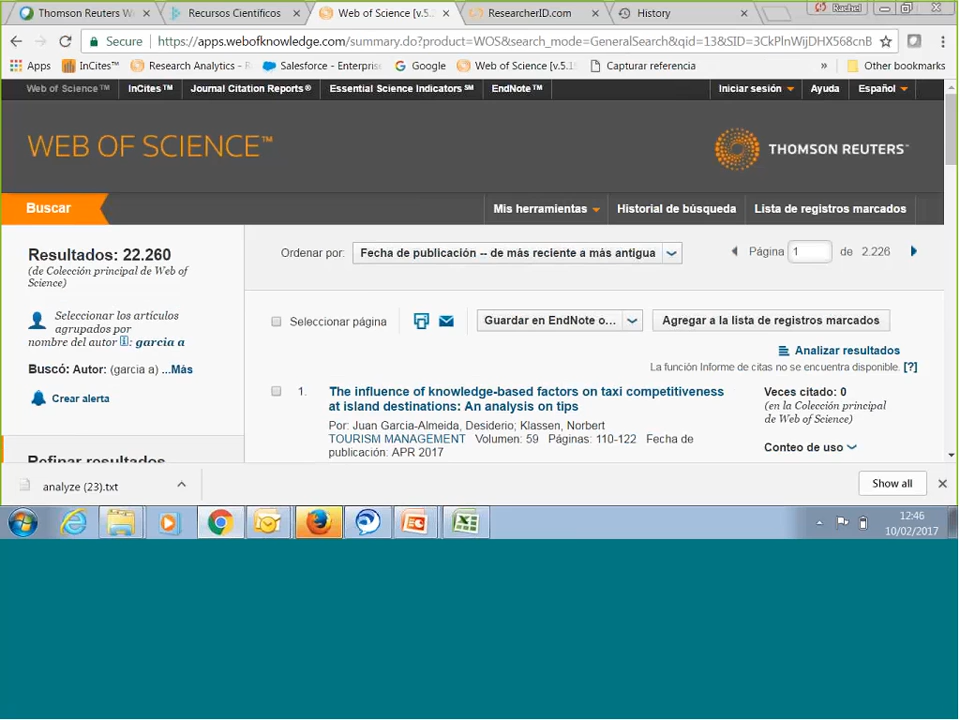 Thomson Reuters We
Recursos Científicos
Web of Science [v.5.
ResearcherID.com
History
Rachel
Secure
https://apps.webofknowledge.com/summary.do?product=WOS&search_mode=GeneralSearch&qid=13&SID=3CkPlnWijDHX568cnB
Apps
InCites™
Research Analytics - R
Salesforce - Enterpris
Google
Web of Science [v.5.1
Capturar referencia
»
Other bookmarks
Web of Science™
InCites™
Journal Citation Reports®
Essential Science Indicators℠
EndNote™
Iniciar sesión
Ayuda
Español
WEB OF SCIENCE™
THOMSON REUTERS™
Buscar
Mis herramientas
Historial de búsqueda
Lista de registros marcados
Resultados: 22.260
(de Colección principal de Web of
Science)
Ordenar por:
Fecha de publicación -- de más reciente a más antigua
Página
1
de 2.226
Seleccionar los artículos
agrupados por
nombre del autor : garcia a
Seleccionar página
Guardar en EndNote o...
Agregar a la lista de registros marcados
Analizar resultados
La función Informe de citas no se encuentra disponible. [?]
Buscó: Autor: (garcia a) ...Más
Crear alerta
1.
The influence of knowledge-based factors on taxi competitiveness
at island destinations: An analysis on tips
Por: Juan Garcia-Almeida, Desiderio; Klassen, Norbert
TOURISM MANAGEMENT Volumen: 59 Páginas: 110-122 Fecha de
publicación: APR 2017
Veces citado: 0
(en la Colección principal
de Web of Science)
Conteo de uso
Refinar resultados
analyze (23).txt
Show all
12:46
10/02/2017